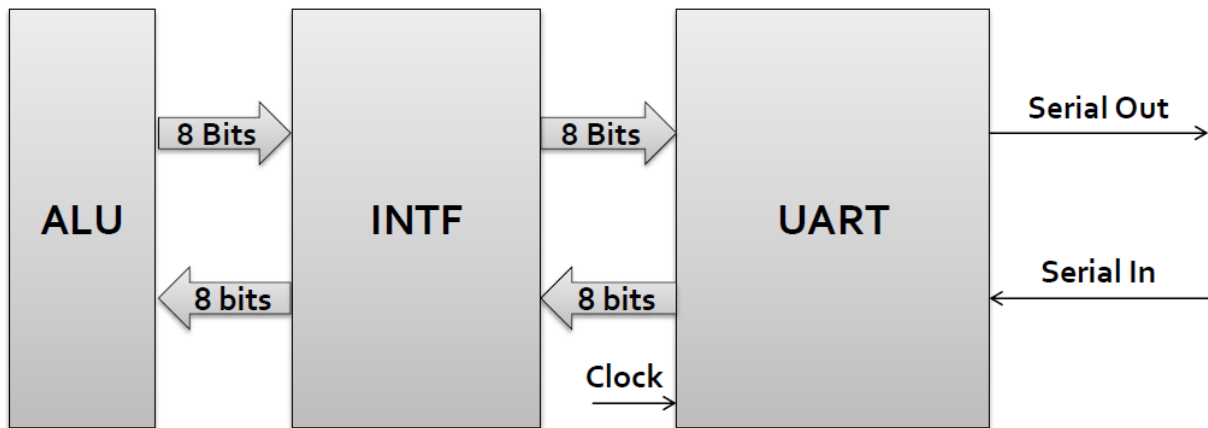 8 Bits
8 Bits
Serial Out
ALU
INTF
UART
8 bits
8 bits
Serial In
Clock